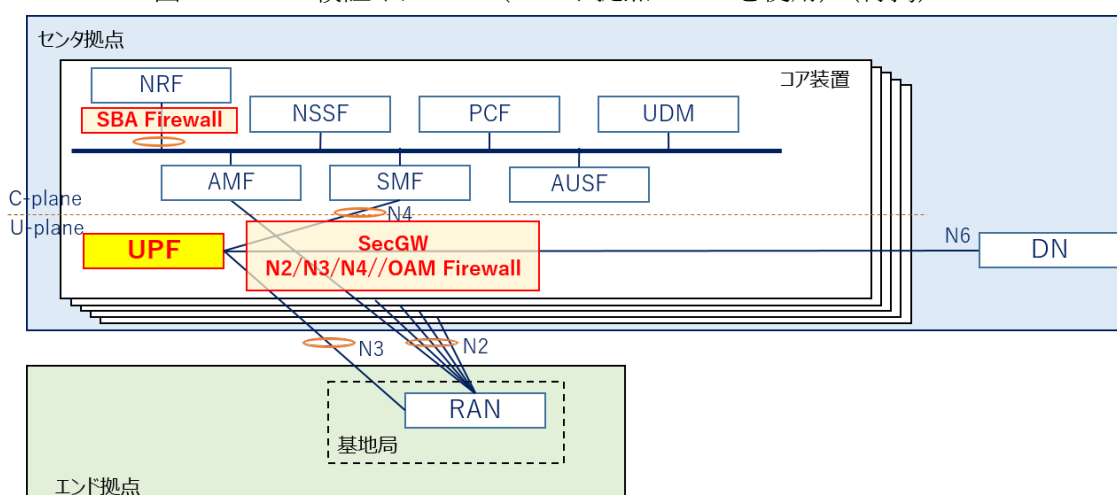 センタ拠点
コア装置
NRF
SBA Firewall
NSSF
PCF
UDM
AMF
SMF
AUSF
C-plane
N4
U-plane
UPF
SecGW
N2/N3/N4//OAM Firewall
N6
DN
N3
N2
RAN
基地局
エンド拠点